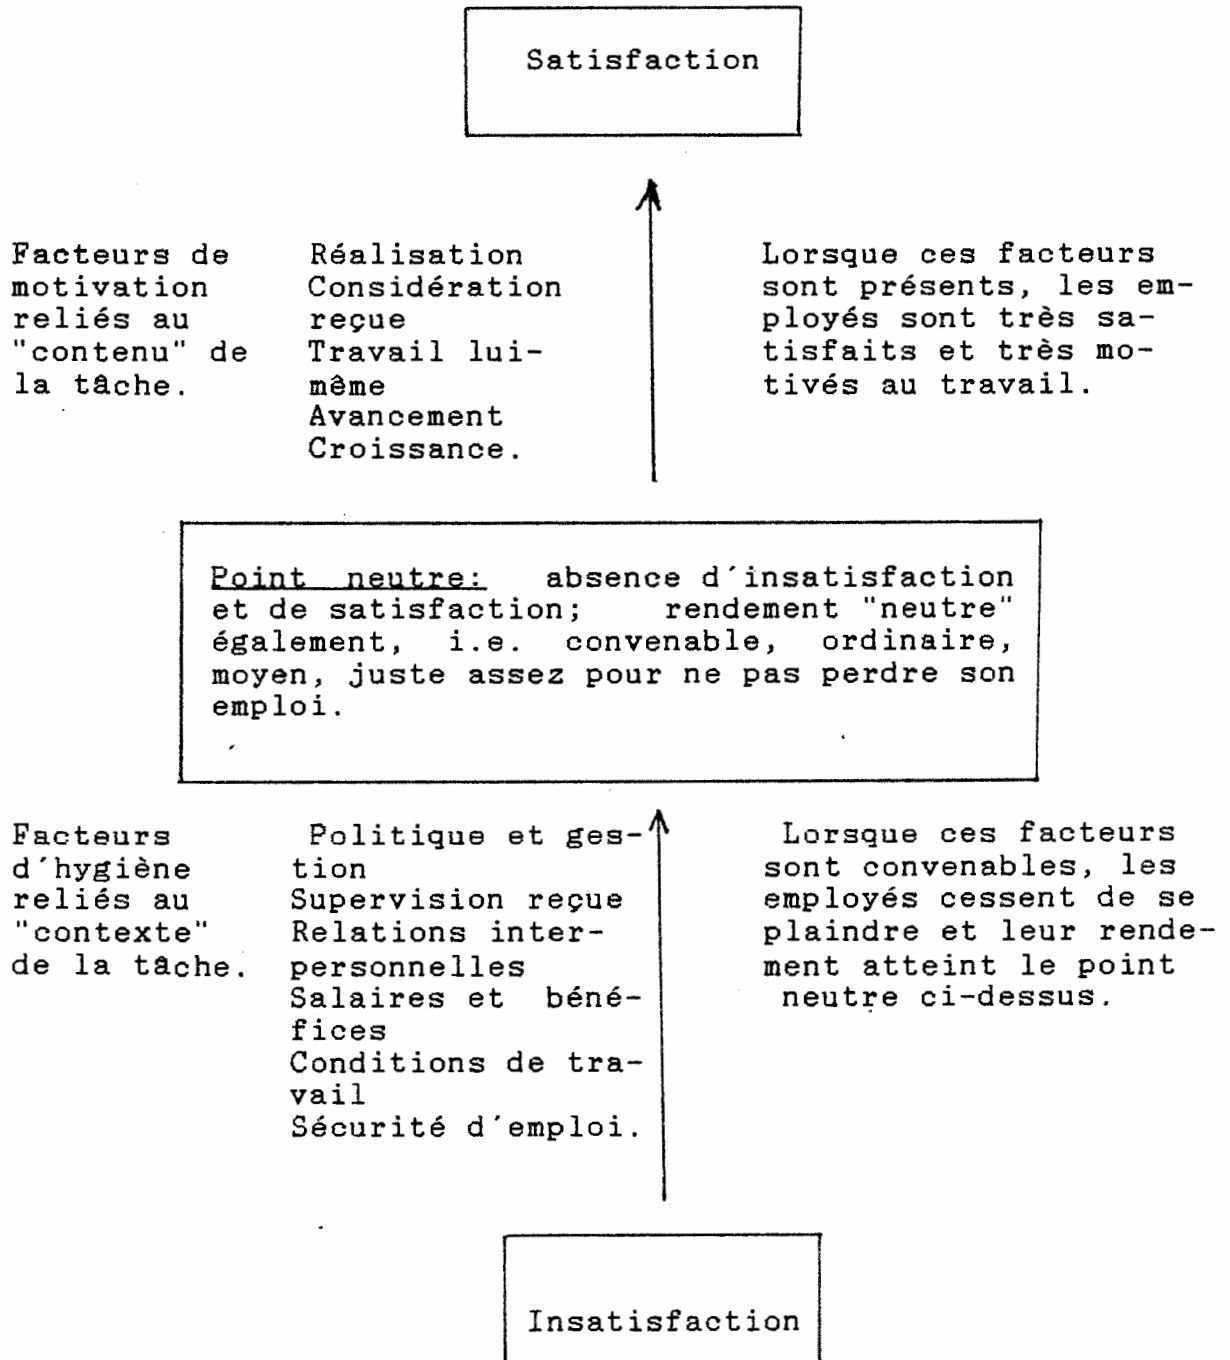 Satisfaction
Facteurs de
motivation
reliés au
"contenu" de
la tâche.
Réalisation
Considération
reçue
Travail lui-
même
Avancement
Croissance.
Lorsque ces facteurs
sont présents, les em-
ployés sont très sa-
tisfaits et très mo-
tivés au travail.
Point neutre: absence d'insatisfaction
et de satisfaction; rendement "neutre"
également, i.e. convenable, ordinaire,
moyen, juste assez pour ne pas perdre son
emploi.
Facteurs
d'hygiène
reliés au
"contexte"
de la tâche.
Politique et ges-
tion
Supervision reçue
Relations inter-
personnelles
Salaires et béné-
fices
Conditions de tra-
vail
Sécurité d'emploi.
Lorsque ces facteurs
sont convenables, les
employés cessent de se
plaindre et leur rende-
ment atteint le point
neutre ci-dessus.
Insatisfaction